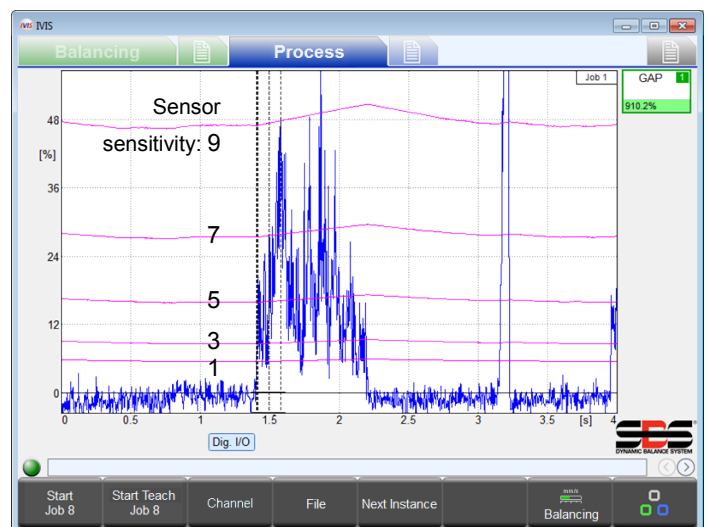 IVIS IVIS
Balancing
Process
Job 1
GAP 1
910.2%
Sensor
sensitivity: 9
7
5
3
1
48
[%]
36
24
12
0
0 0.5 1 1.5 2 2.5 3 3.5 [s] 4
Dig. I/O
SBS
DYNAMIC BALANCE SYSTEM
Start
Job 8
Start Teach
Job 8
Channel
File
Next Instance
Balancing